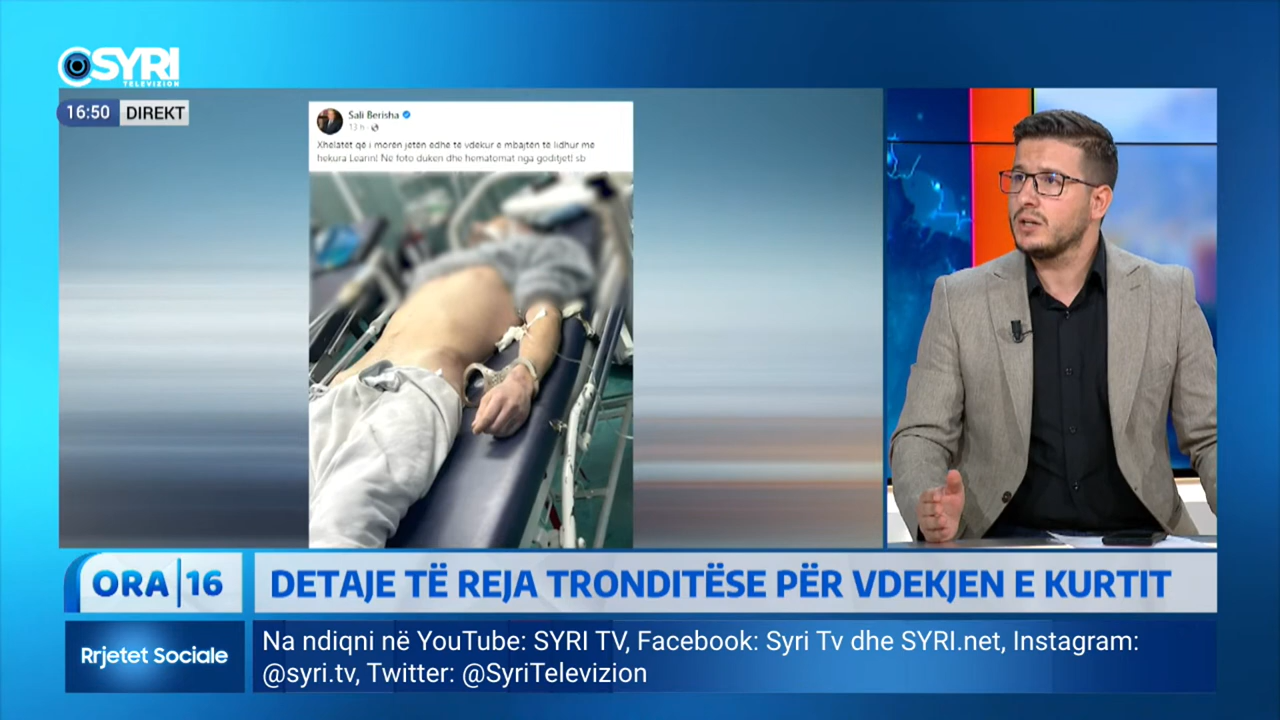 SYRI
TELEVIZION
16:50 DIREKT
Sali Berisha
13 h
Xhelatët që i morën jetën edhe të vdekur e mbajtën të lidhur me
hekura Learin! Në foto duken dhe hematomat nga goditjet! sb
ORA|16 DETAJE TË REJA TRONDITËSE PËR VDEKJEN E KURTIT
Rrjetet Sociale
Na ndiqni në YouTube: SYRI TV, Facebook: Syri Tv dhe SYRI.net, Instagram:
@syri.tv, Twitter: @SyriTelevizion